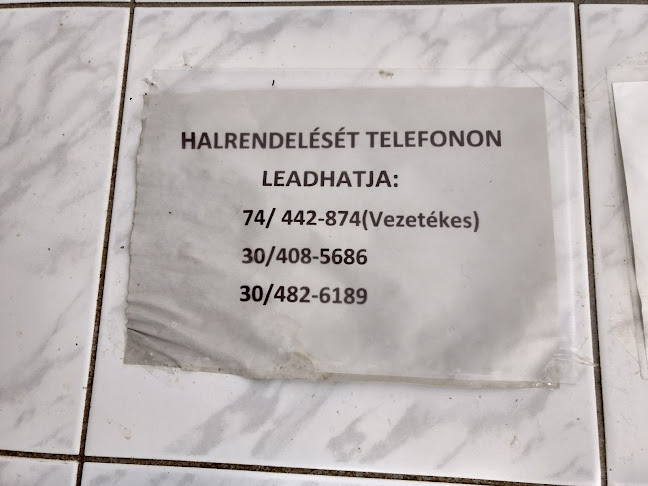 HALRENDELÉSÉT TELEFONON
LEADHATJA:
74/ 442-874(Vezetékes)
30/408-5686
30/482-6189